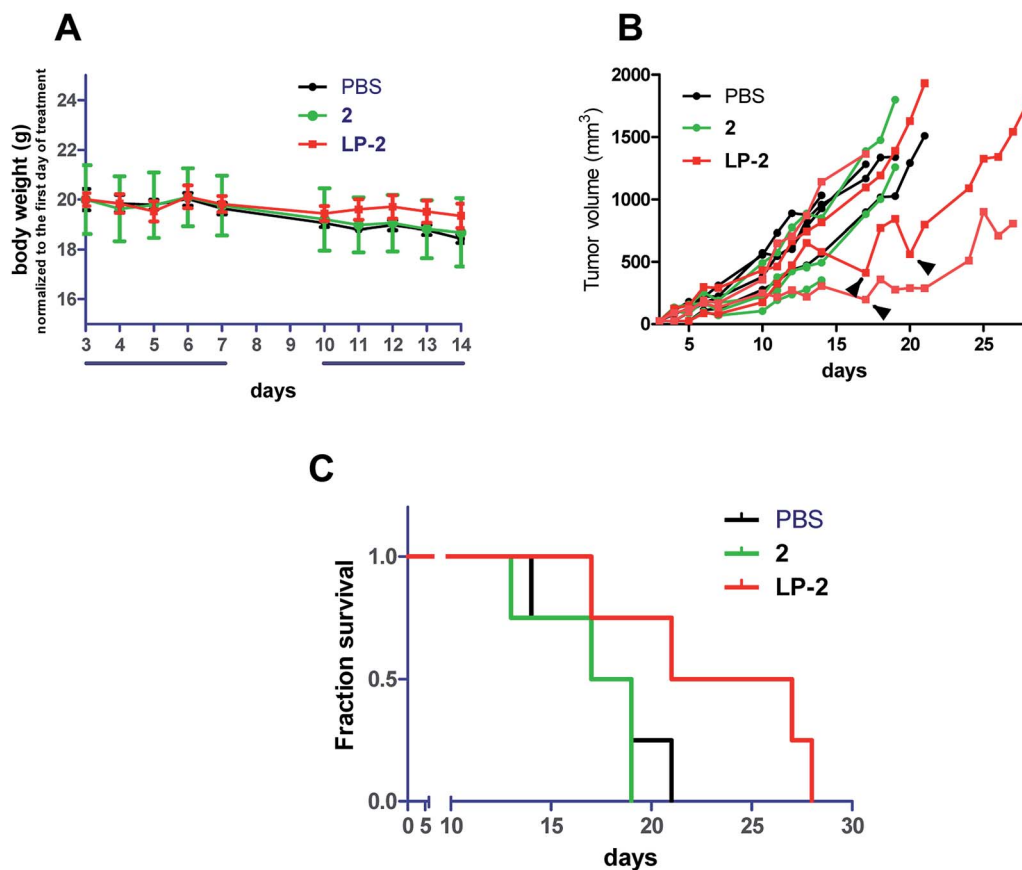 A
body weight (g)
normalized to the first day of treatment
24
22
20
18
16
PBS
2
LP-2
3 4 5 6 7 8 9 10 11 12 13 14
days
B
Tumor volume (mm³)
2000
1500
1000
500
0
PBS
2
LP-2
5 10 15 20 25
days
C
Fraction survival
1.0
0.5
0.0
PBS
2
LP-2
0 5 10 15 20 25 30
days